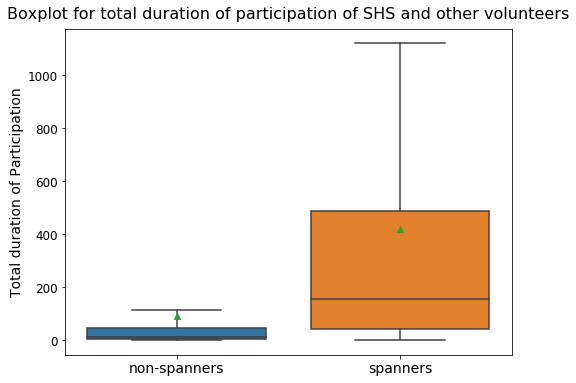 Boxplot for total duration of participation of SHS and other volunteers
Total duration of Participation
1000
800
600
400
200
0
non-spanners
spanners